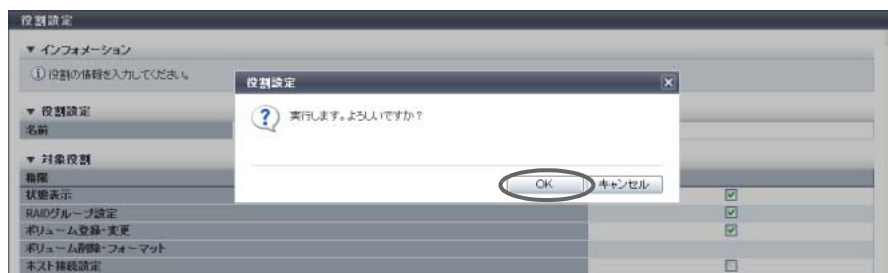 役割設定
▼ インフォメーション
役割の情報を入力してください。
▼ 役割設定
名前
▼ 対象役割
権限
状態表示
RAIDグループ設定
ボリューム登録・変更
ボリューム削除・フォーマット
ホスト接続設定
役割設定
実行します。よろしいですか？
OK キャンセル